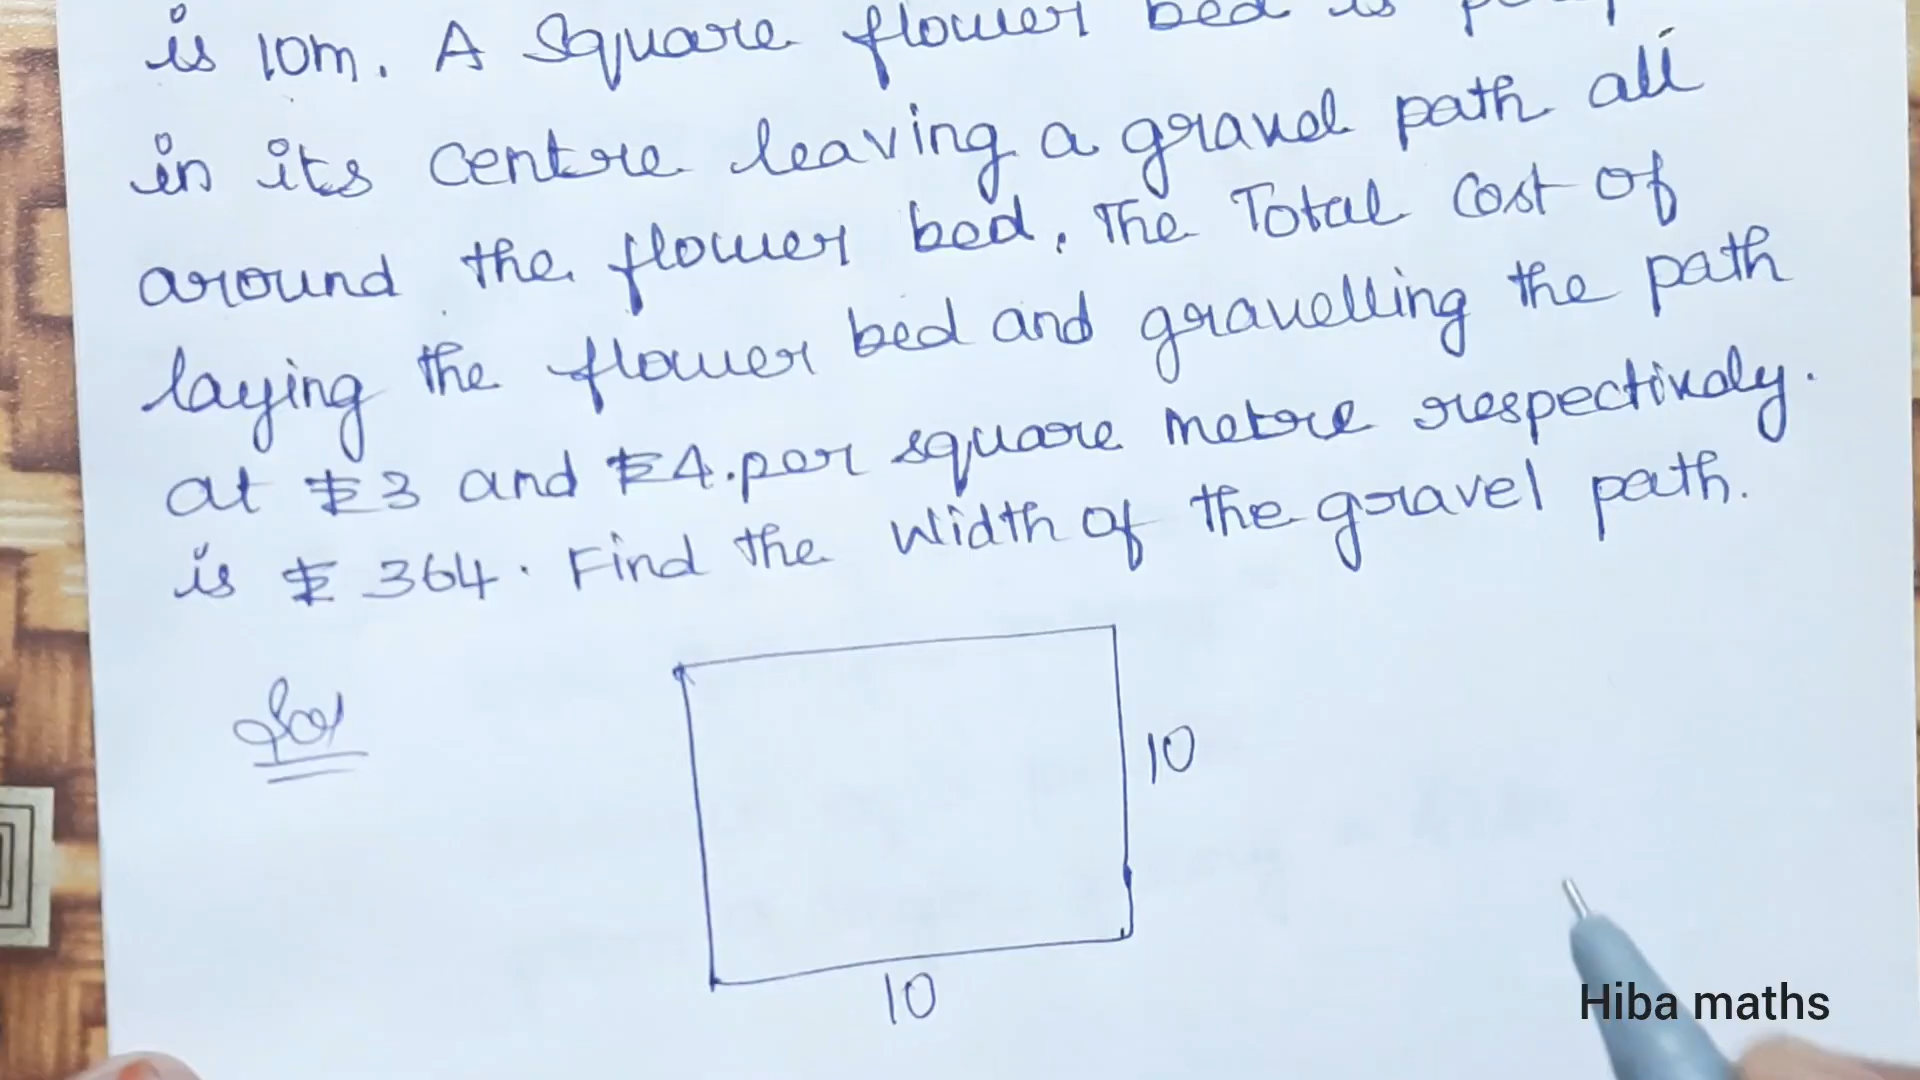 is 10m. A Square flower bed is
in its centre leaving a gravel path all
around the flower bed. The Total Cost of
laying the flower bed and gravelling the path
at ₹3 and ₹4.per square metre respectively.
is ₹ 364. Find the width of the gravel path.
Sol
10
10
Hiba maths